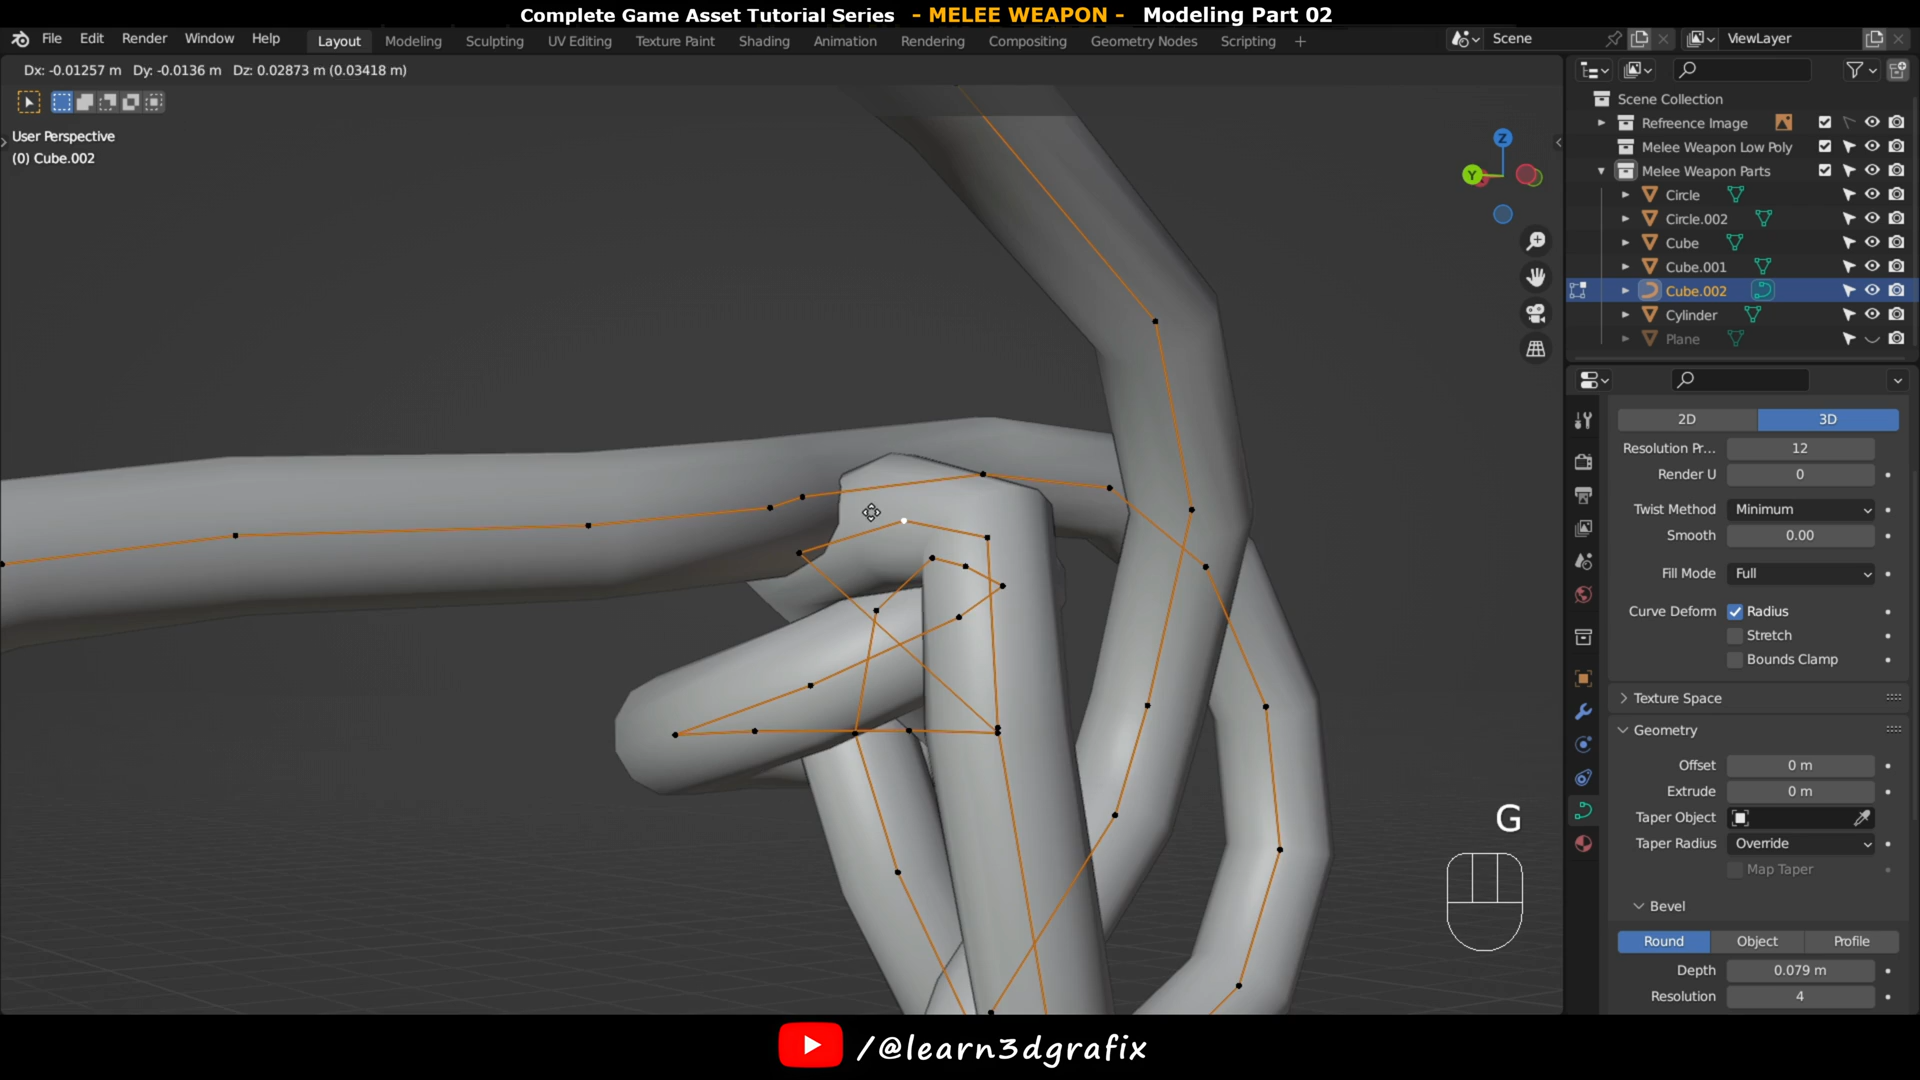 Complete Game Asset Tutorial Series - MELEE WEAPON - Modeling Part 02
File Edit Render Window Help Layout Modeling Sculpting UV Editing Texture Paint Shading Animation Rendering Compositing Geometry Nodes Scripting + Scene ViewLayer
Dx: -0.01257 m Dy: -0.0136 m Dz: 0.02873 m (0.03418 m)
User Perspective
(0) Cube.002
Z
Y
Scene Collection
Refreence Image
Melee Weapon Low Poly
Melee Weapon Parts
Circle
Circle.002
Cube
Cube.001
Cube.002
Cylinder
Plane
2D 3D
Resolution Pr... 12
Render U 0
Twist Method Minimum
Smooth 0.00
Fill Mode Full
Curve Deform Radius
Stretch
Bounds Clamp
Texture Space
Geometry
Offset 0 m
Extrude 0 m
Taper Object
Taper Radius Override
Map Taper
Bevel
Round Object Profile
Depth 0.079 m
Resolution 4
G
/@learn3dgrafix